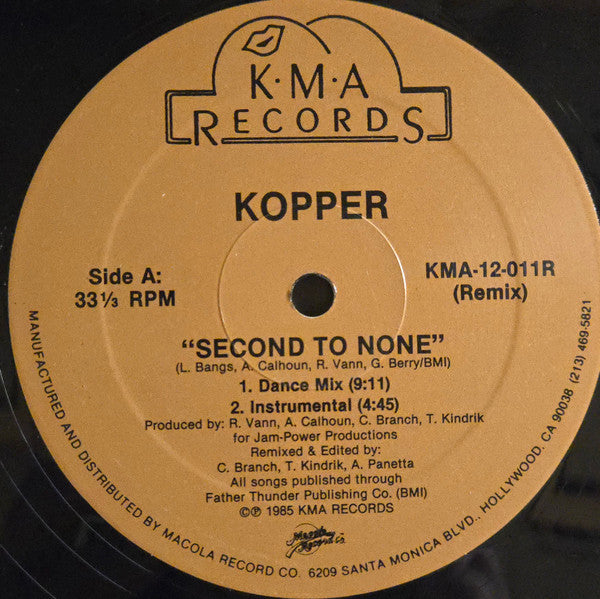 K·M·A
RECORDS
KOPPER
Side A:
33⅓ RPM
KMA-12-011R
(Remix)
“SECOND TO NONE”
(L. Bangs, A. Calhoun, R. Vann, G. Berry/BMI)
1. Dance Mix (9:11)
2. Instrumental (4:45)
Produced by: R. Vann, A. Calhoun, C. Branch, T. Kindrik
for Jam-Power Productions
Remixed & Edited by:
C. Branch, T. Kindrik, A. Panetta
All songs published through
Father Thunder Publishing Co. (BMI)
©℗ 1985 KMA RECORDS
Macola
Record Co.
MANUFACTURED AND DISTRIBUTED BY MACOLA RECORD CO. 6209 SANTA MONICA BLVD., HOLLYWOOD, CA 90038 (213) 469-5821